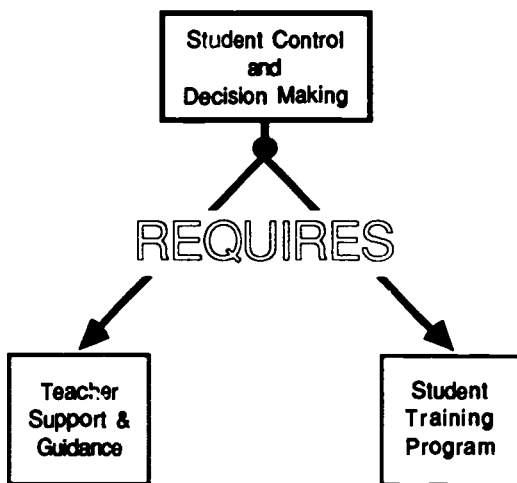 Student Control
and
Decision Making
REQUIRES
Teacher
Support &
Guidance
Student
Training
Program